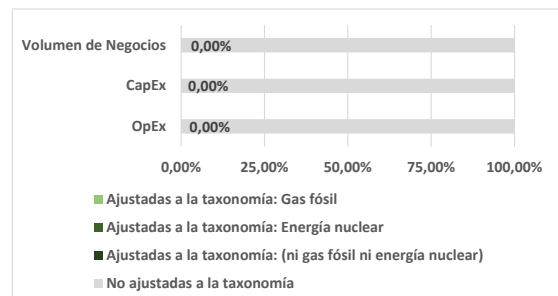 Volumen de Negocios
0,00%
CapEx
0,00%
OpEx
0,00%
0,00% 25,00% 50,00% 75,00% 100,00%
Ajustadas a la taxonomía: Gas fósil
Ajustadas a la taxonomía: Energía nuclear
Ajustadas a la taxonomía: (ni gas fósil ni energía nuclear)
No ajustadas a la taxonomía